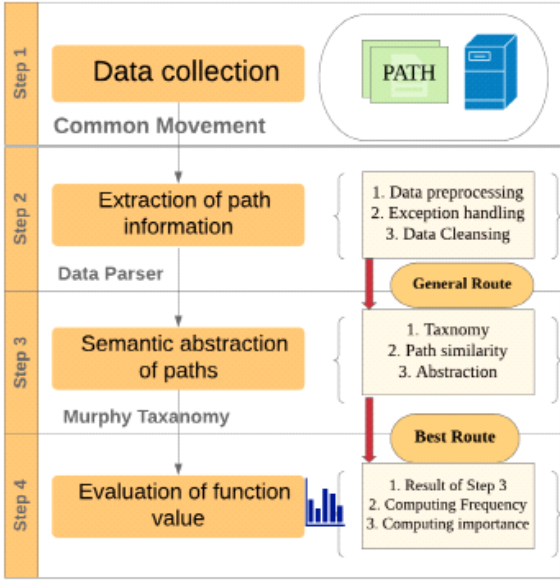 Step 1
Data collection
PATH
Common Movement
Step 2
Extraction of path
information
1. Data preprocessing
2. Exception handling
3. Data Cleansing
Data Parser
General Route
Step 3
Semantic abstraction
of paths
1. Taxnomy
2. Path similarity
3. Abstraction
Murphy Taxanomy
Best Route
Step 4
Evaluation of function
value
1. Result of Step 3
2. Computing Frequency
3. Computing importance